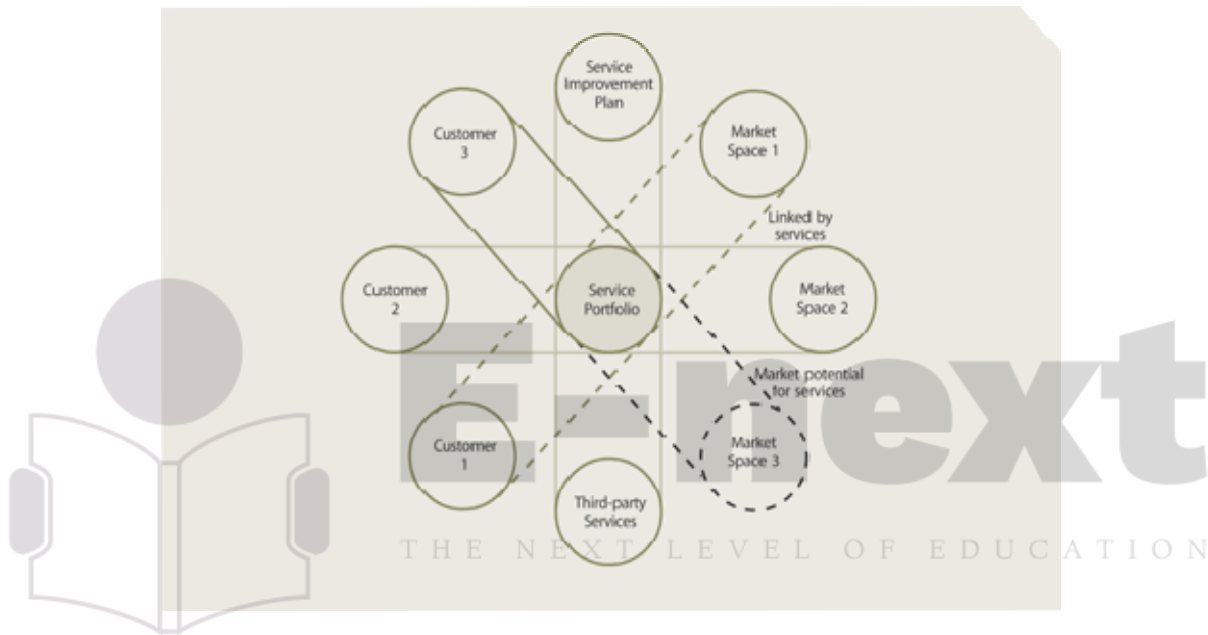 Service
Improvement
Plan
Customer
3
Market
Space 1
Linked by
services
Customer
2
Service
Portfolio
Market
Space 2
Market potential
for services
Customer
1
Market
Space 3
Third-party
Services
E-next
THE NEXT LEVEL OF EDUCATION